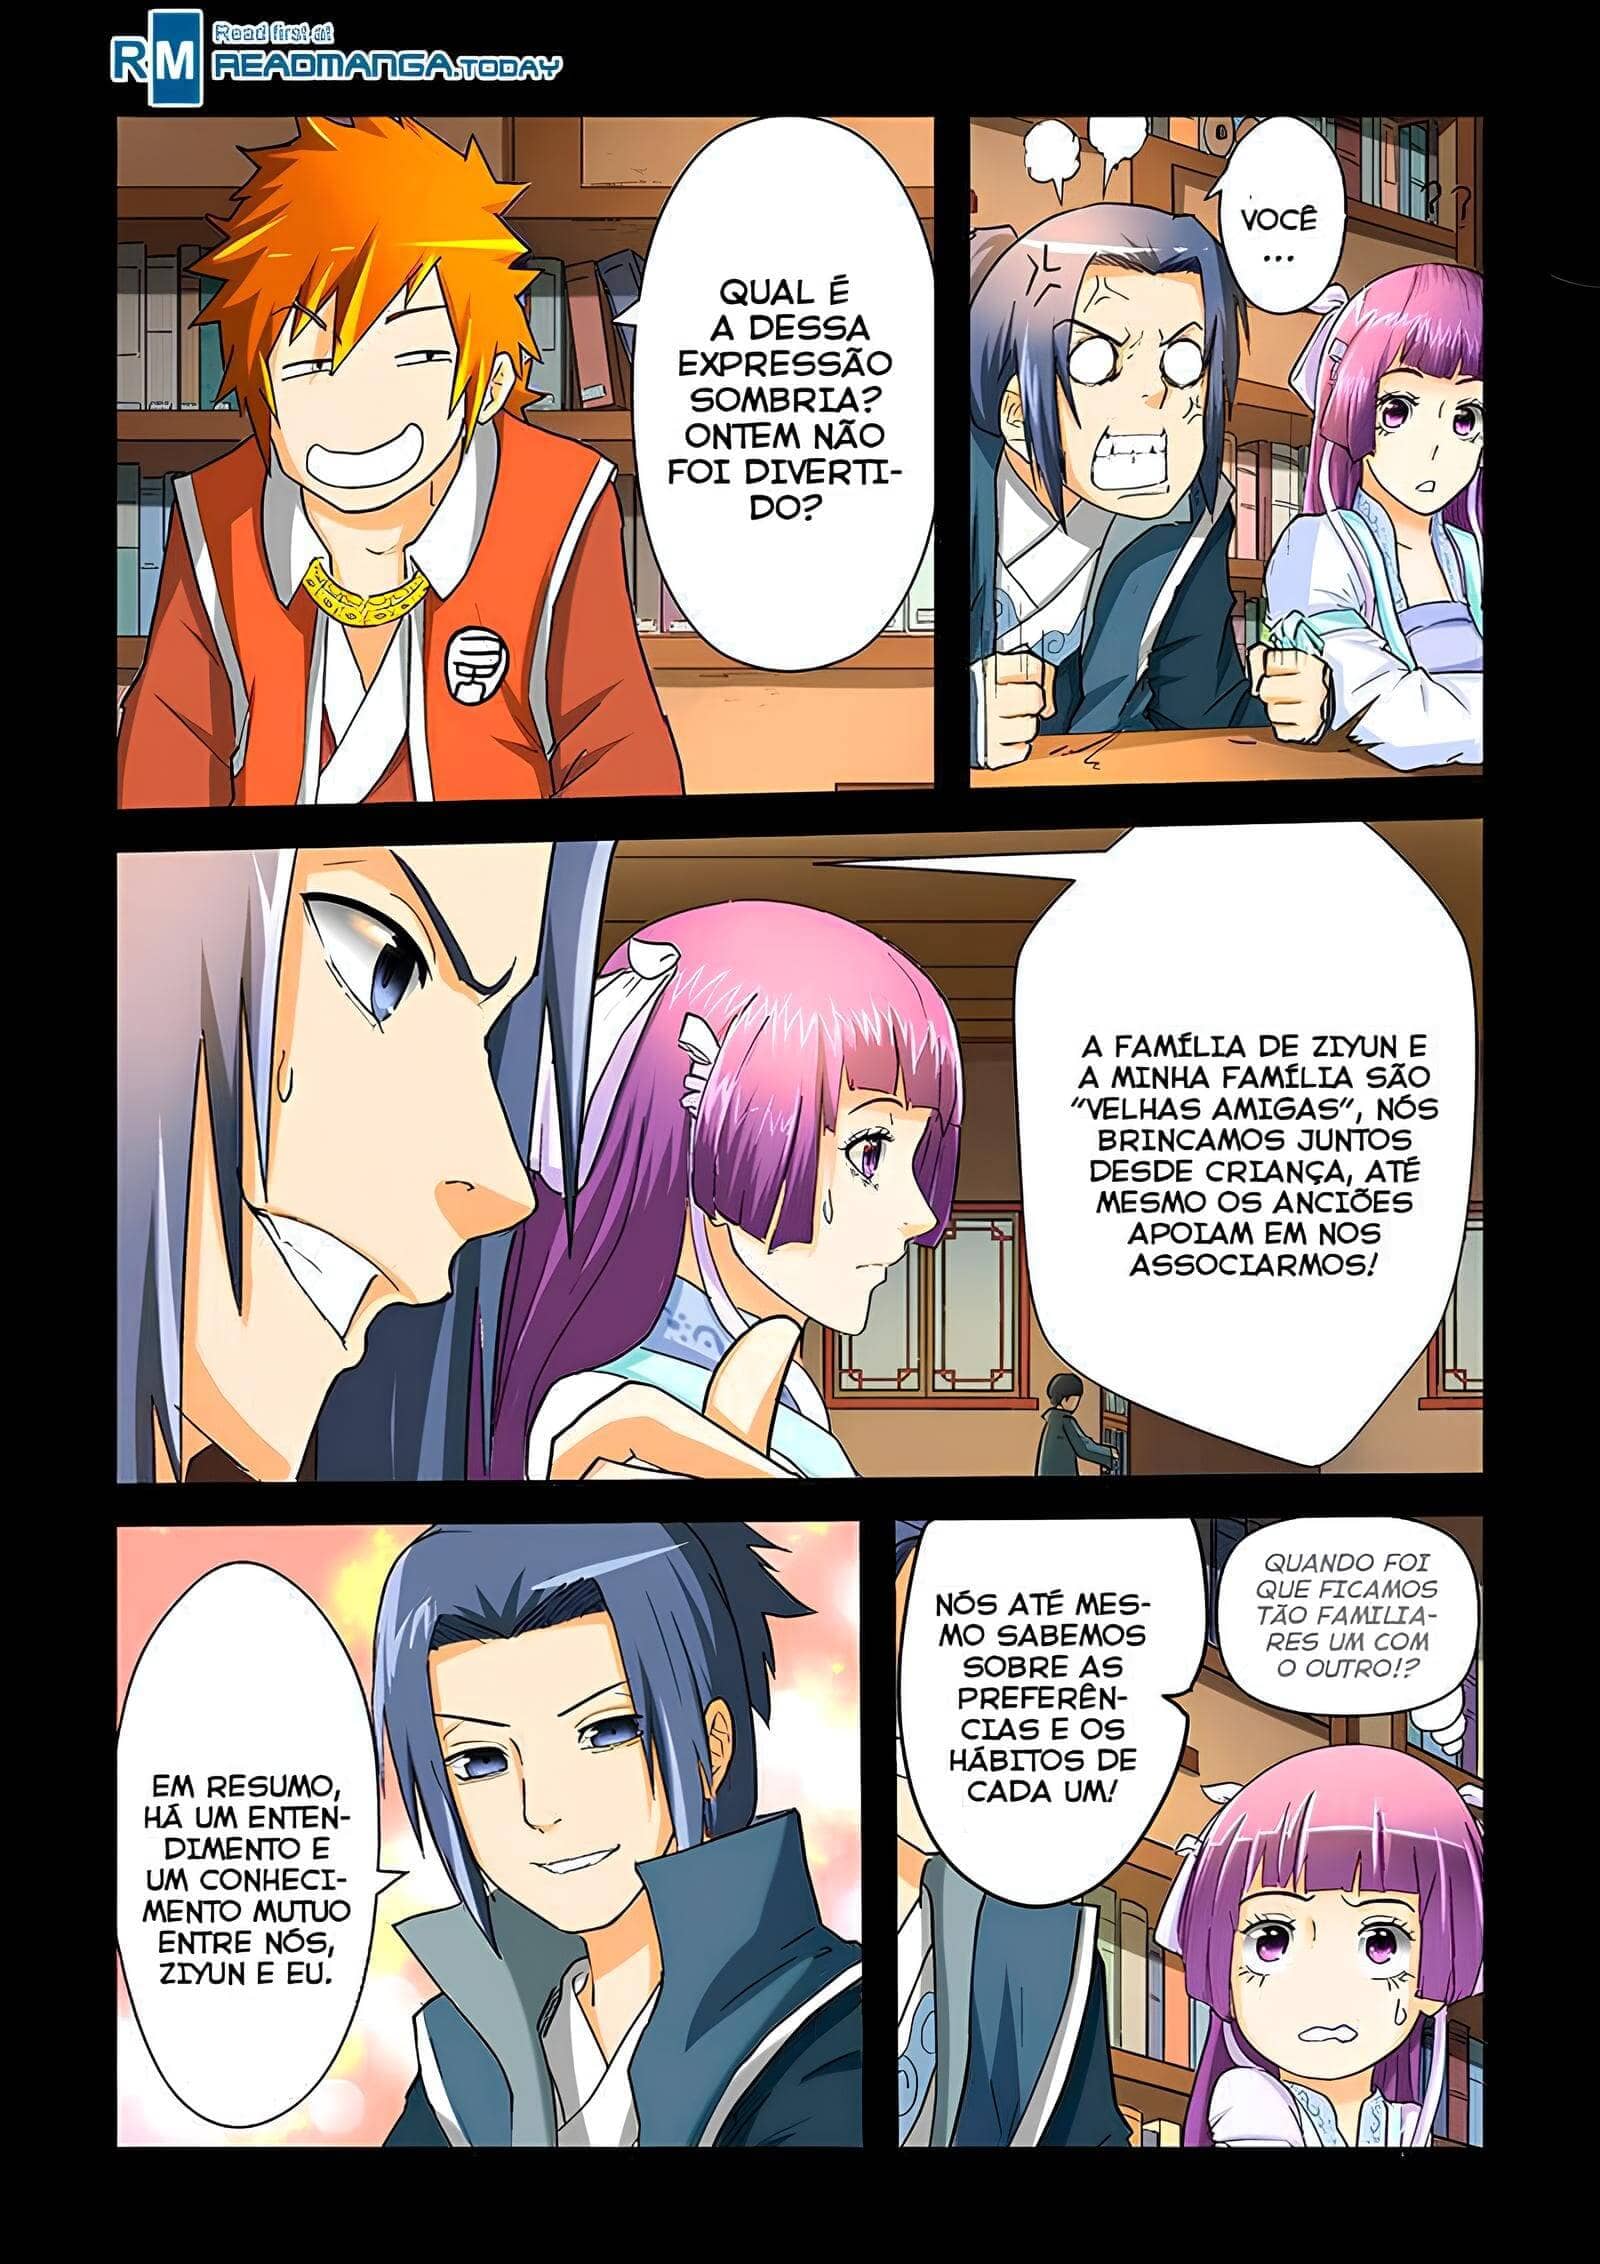 Read first at
RM READMANGA.TODAY
QUAL É
A DESSA
EXPRESSÃO
SOMBRIA?
ONTEM NÃO
FOI DIVERTI-
DO?
VOCÊ
...
? ?
A FAMÍLIA DE ZIYUN E
A MINHA FAMÍLIA SÃO
"VELHAS AMIGAS", NÓS
BRINCAMOS JUNTOS
DESDE CRIANÇA, ATÉ
MESMO OS ANCIÕES
APOIAM EM NOS
ASSOCIARMOS!
EM RESUMO,
HÁ UM ENTEN-
DIMENTO E
UM CONHECI-
MENTO MUTUO
ENTRE NÓS,
ZIYUN E EU.
NÓS ATÉ MES-
MO SABEMOS
SOBRE AS
PREFERÊN-
CIAS E OS
HÁBITOS DE
CADA UM!
QUANDO FOI
QUE FICAMOS
TÃO FAMILIA-
RES UM COM
O OUTRO!?